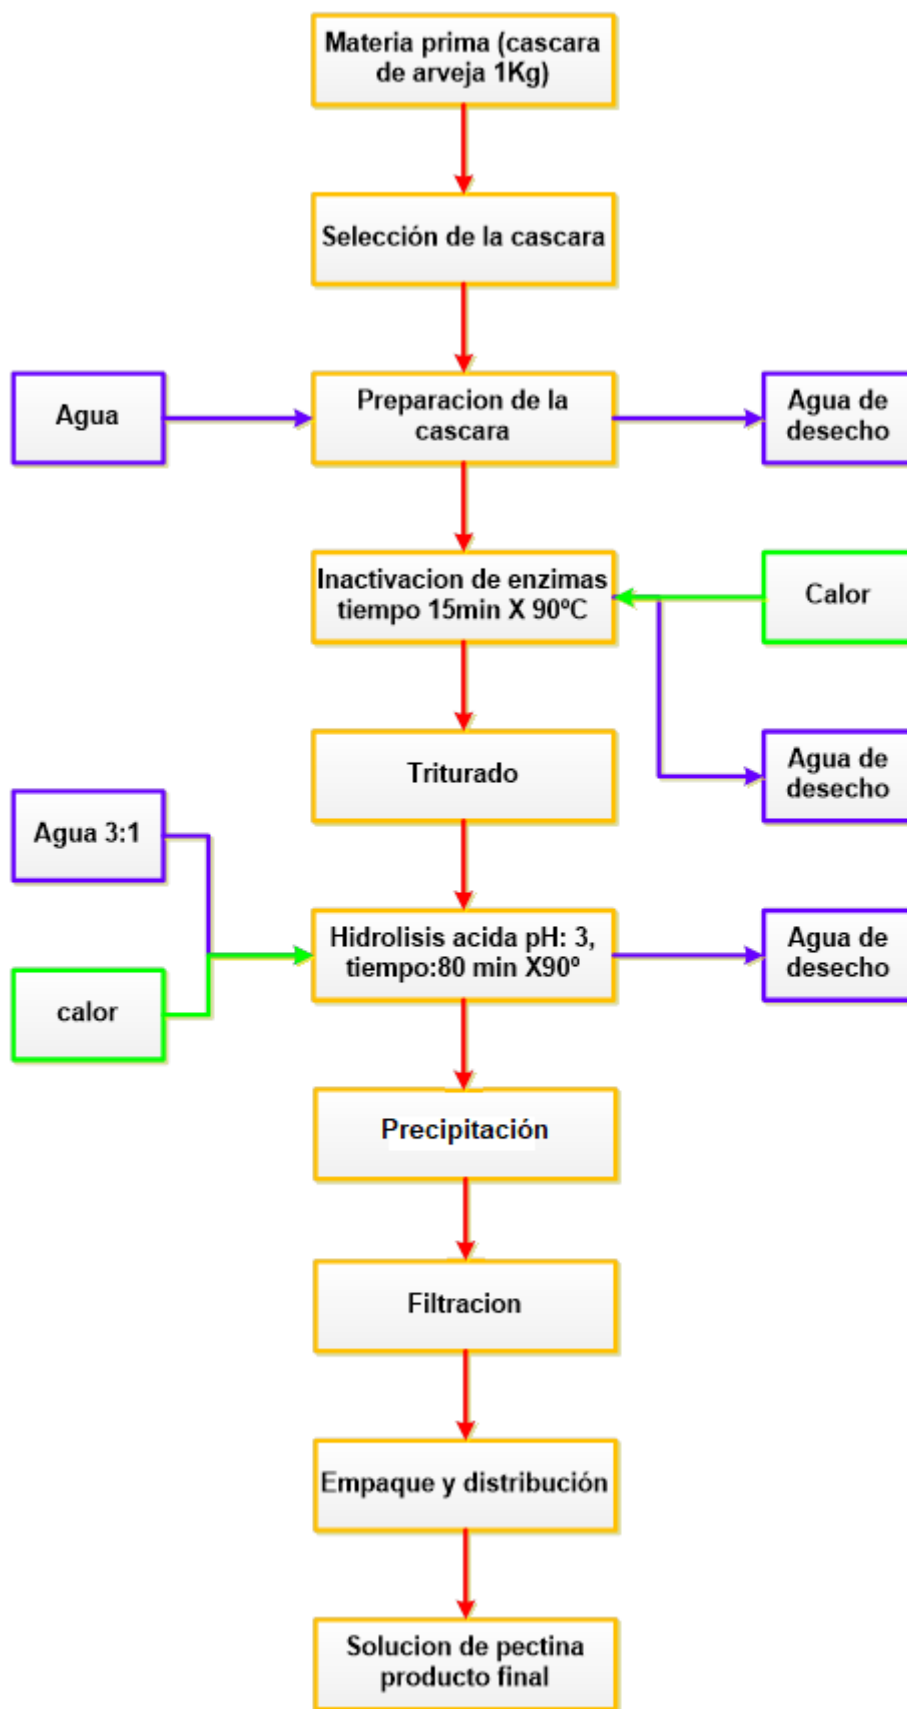 Materia prima (cascara
de arveja 1Kg)
Selección de la cascara
Agua
Preparacion de la
cascara
Agua de
desecho
Inactivacion de enzimas
tiempo 15min X 90ºC
Calor
Triturado
Agua de
desecho
Agua 3:1
Hidrolisis acida pH: 3,
tiempo:80 min X90º
Agua de
desecho
calor
Precipitación
Filtracion
Empaque y distribución
Solucion de pectina
producto final